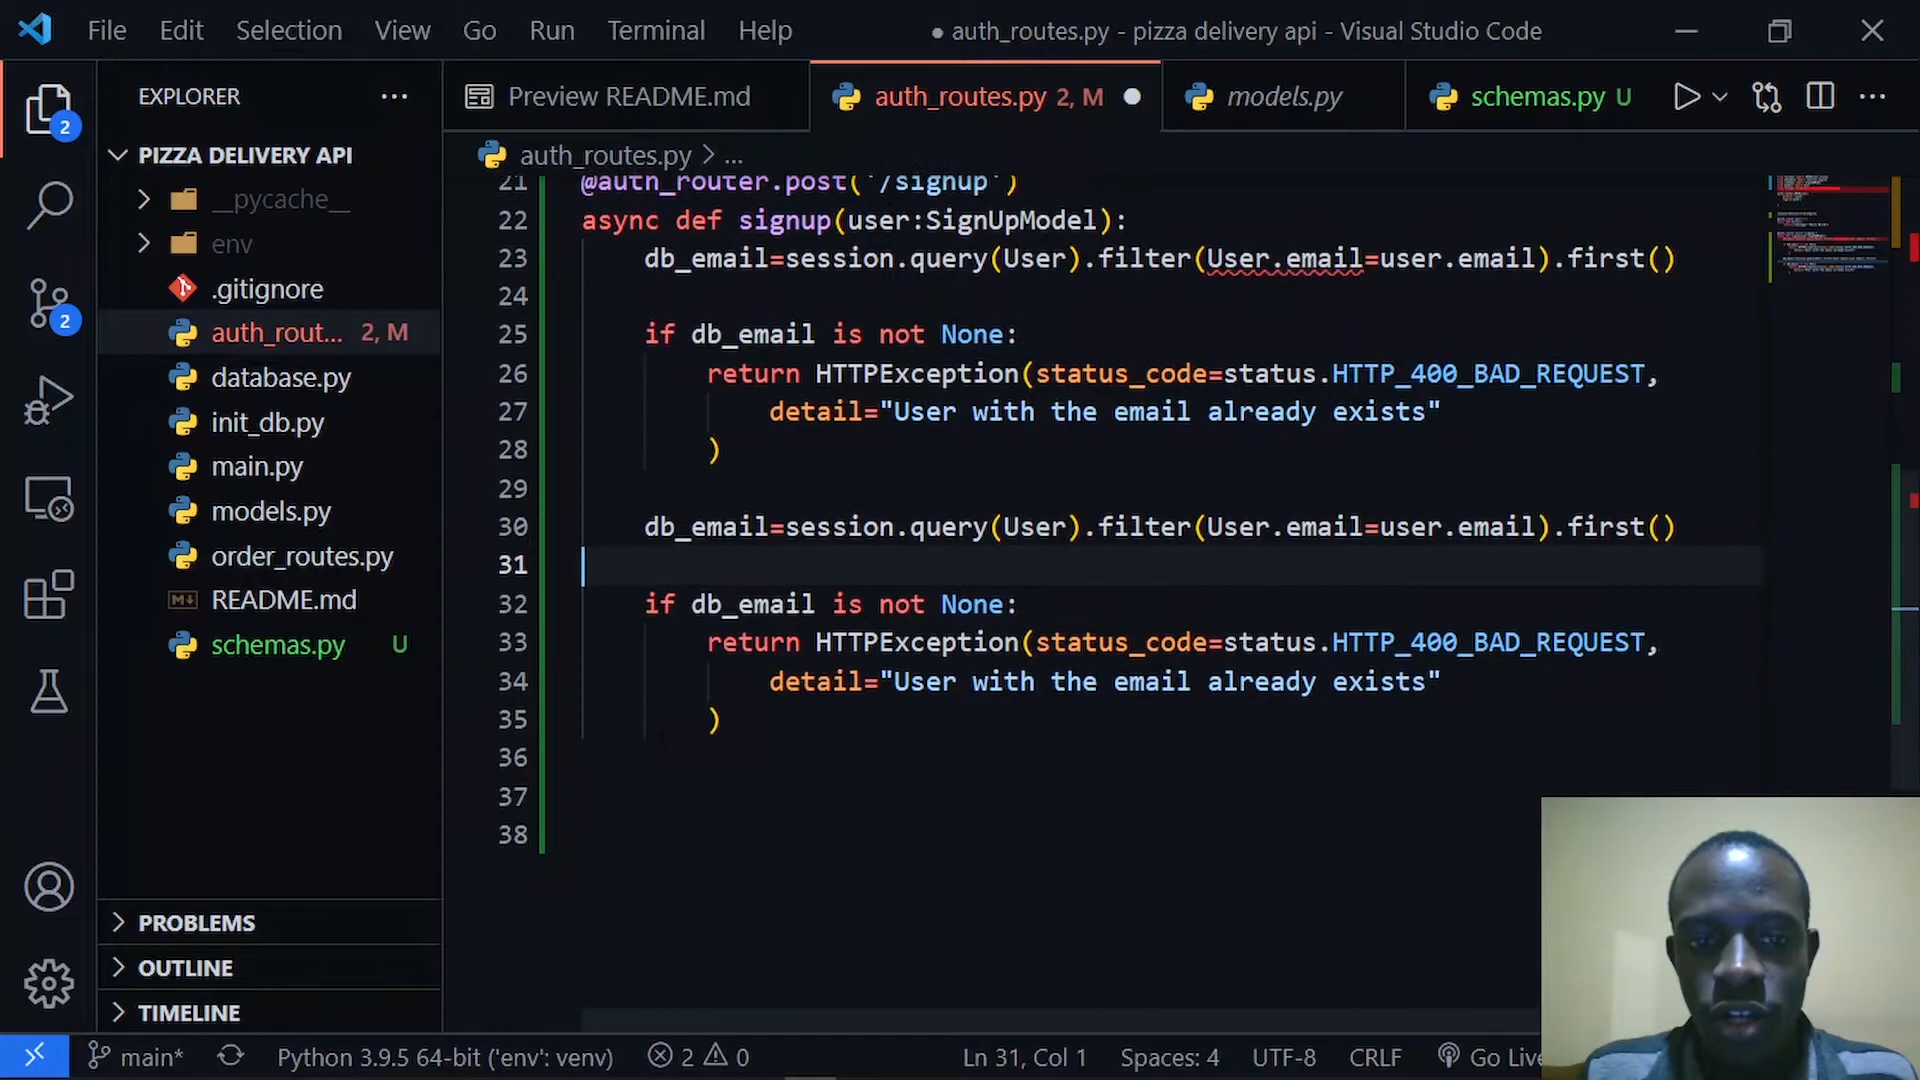 File Edit Selection View Go Run Terminal Help
● auth_routes.py - pizza delivery api - Visual Studio Code
EXPLORER ...
Preview README.md
auth_routes.py 2, M
models.py
schemas.py U
2
PIZZA DELIVERY API
auth_routes.py > ...
__pycache__
env
.gitignore
auth_rout... 2, M
database.py
init_db.py
main.py
models.py
order_routes.py
README.md
schemas.py U
2
21 @auth_router.post('/signup')
22 async def signup(user:SignUpModel):
23 db_email=session.query(User).filter(User.email=user.email).first()
24
25 if db_email is not None:
26 return HTTPException(status_code=status.HTTP_400_BAD_REQUEST,
27 detail="User with the email already exists"
28 )
29
30 db_email=session.query(User).filter(User.email=user.email).first()
31
32 if db_email is not None:
33 return HTTPException(status_code=status.HTTP_400_BAD_REQUEST,
34 detail="User with the email already exists"
35 )
36
37
38
PROBLEMS
OUTLINE
TIMELINE
main* Python 3.9.5 64-bit ('env': venv) 2 0 Ln 31, Col 1 Spaces: 4 UTF-8 CRLF Go Live